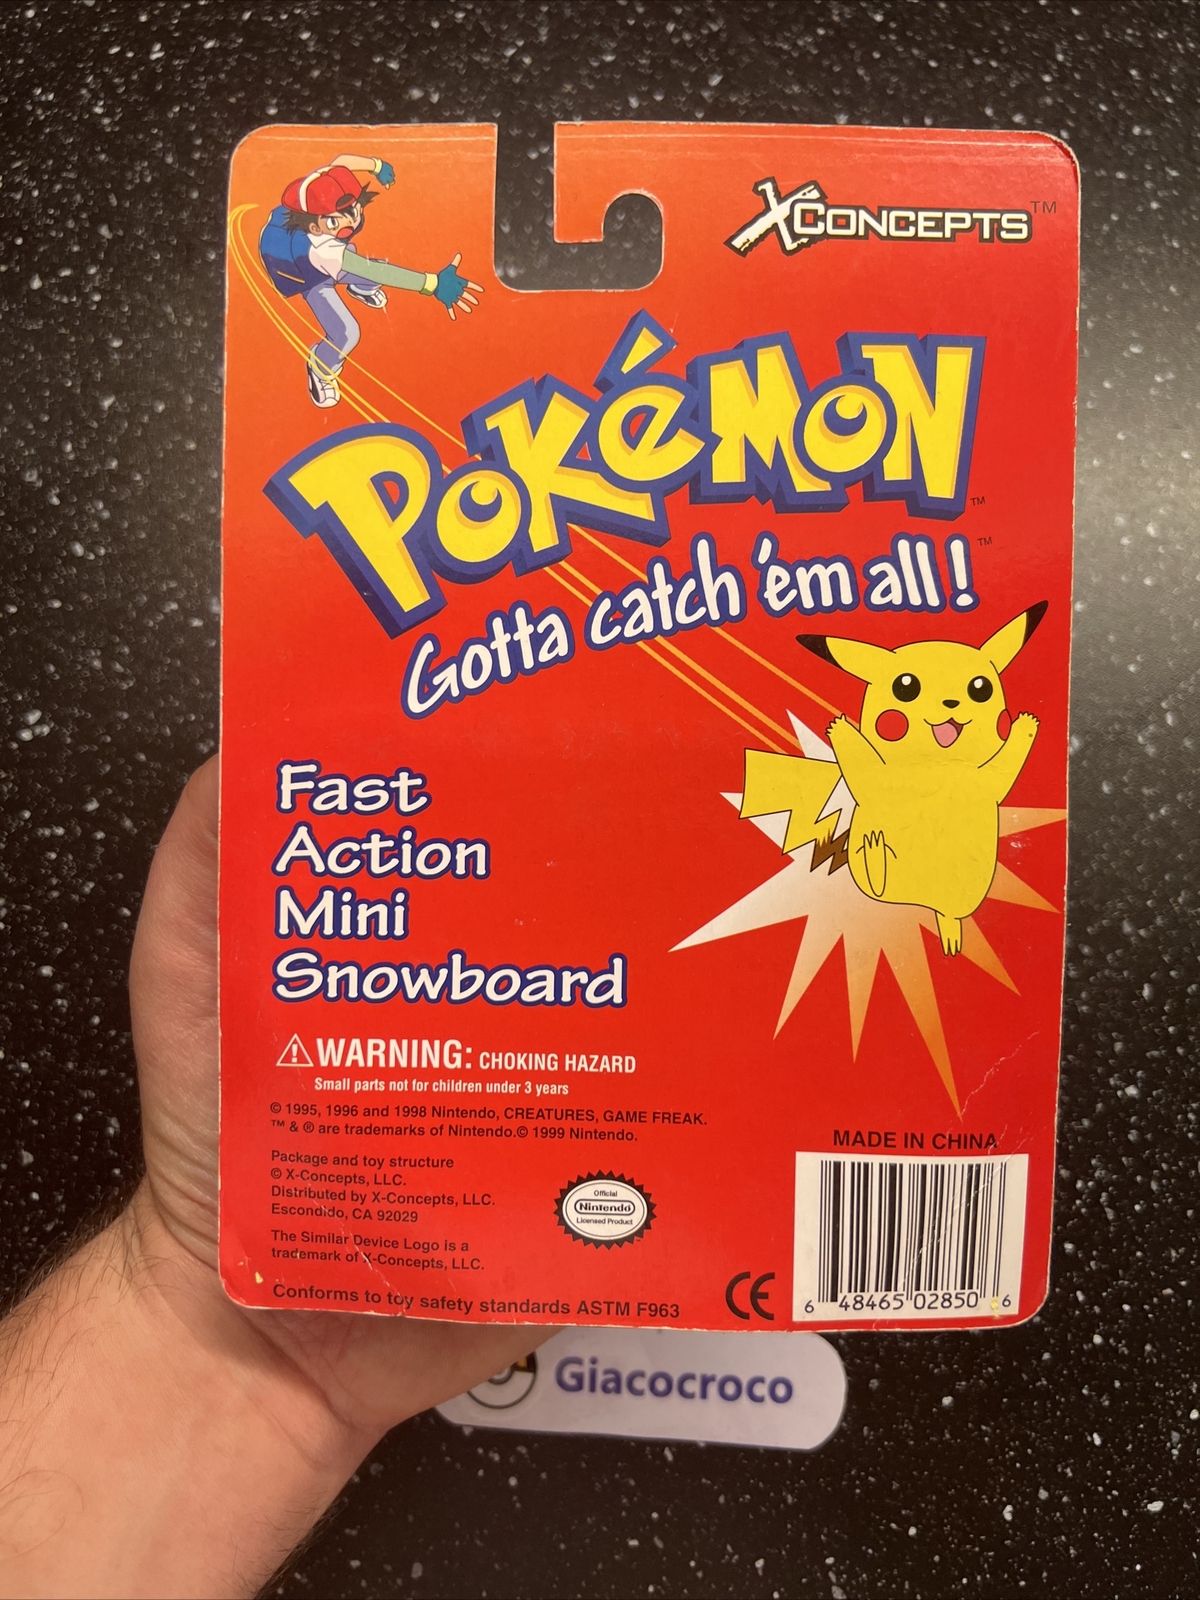 XCONCEPTS™
POKéMON™
Gotta catch 'em all!™
Fast
Action
Mini
Snowboard
WARNING: CHOKING HAZARD
Small parts not for children under 3 years
© 1995, 1996 and 1998 Nintendo, CREATURES, GAME FREAK.
™ & ® are trademarks of Nintendo.© 1999 Nintendo.
Package and toy structure
© X-Concepts, LLC.
Distributed by X-Concepts, LLC.
Escondido, CA 92029
The Similar Device Logo is a
trademark of X-Concepts, LLC.
Conforms to toy safety standards ASTM F963
Official
Nintendo
Licensed Product
CE
MADE IN CHINA
6 48465 02850 6
Giacocroco